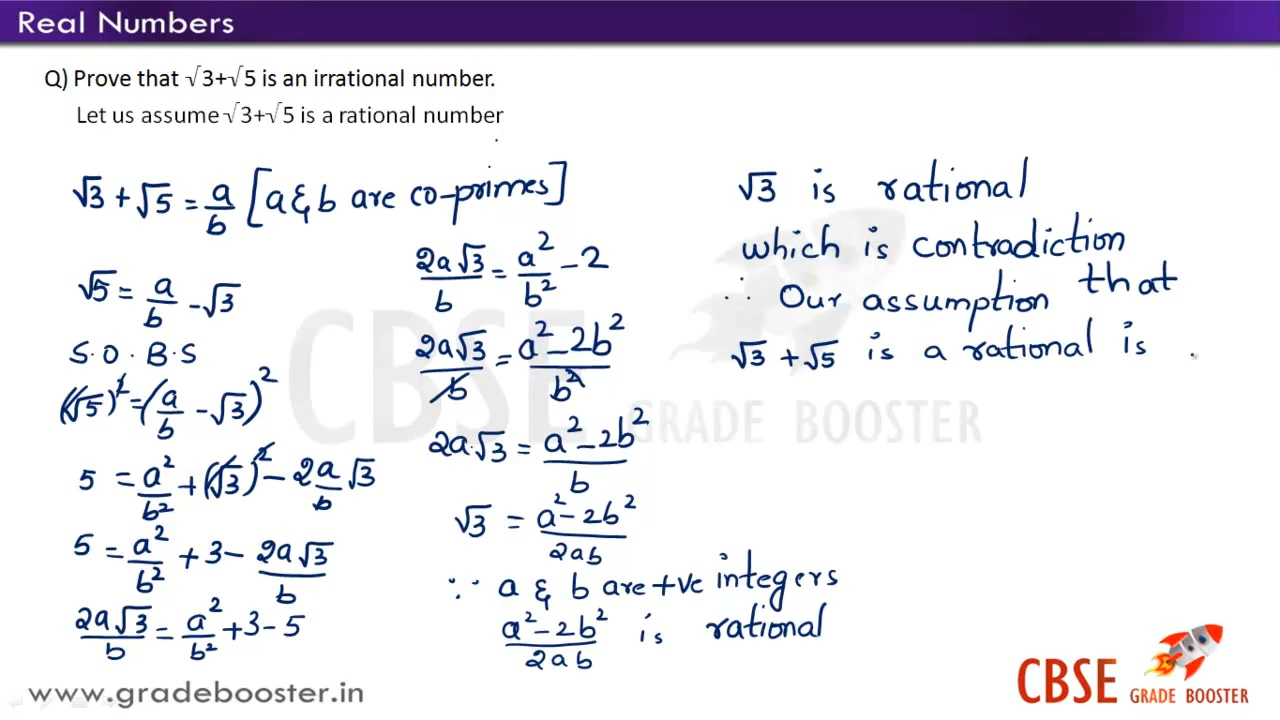 Real Numbers
Q) Prove that √3+√5 is an irrational number.
Let us assume √3+√5 is a rational number
√3 + √5 = a/b [a & b are co-primes]
√5 = a/b - √3
S.O.B.S
(√5)² = (a/b - √3)²
5 = a²/b² + (√3)² - 2a/b √3
5 = a²/b² + 3 - 2a√3/b
2a√3/b = a²/b² + 3 - 5
2a√3/b = a²/b² - 2
2a√3/b = a² - 2b²/b²
2a.√3 = a² - 2b²/b
√3 = a² - 2b²/2ab
∵ a & b are +ve integers
a² - 2b²/2ab is rational
√3 is rational
which is contradiction
∴ Our assumption that
√3 + √5 is a rational is
CBSE GRADE BOOSTER
www.gradebooster.in
CBSE GRADE BOOSTER